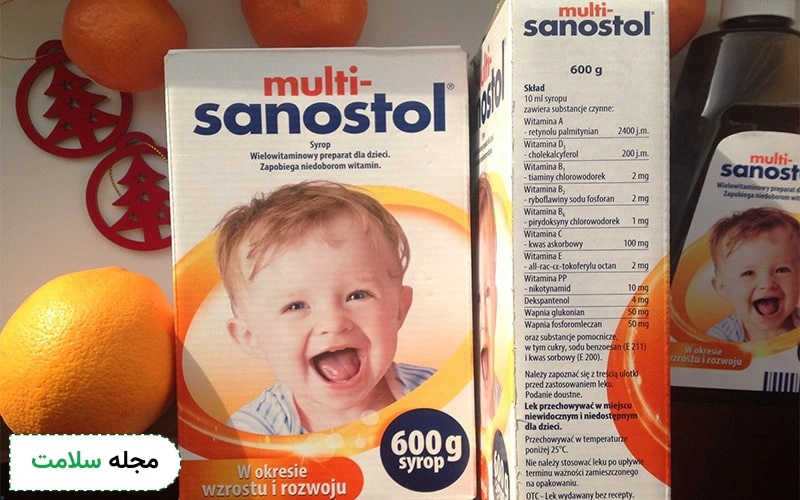 multi-
sanostol®
Syrop
Wielowitaminowy preparat dla dzieci.
Zapobiega niedoborom witamin.
600 g
syrop
W okresie
wzrostu i rozwoju
sanostol
multi-
sanostol®
600 g
Skład
10 ml syropu
zawiera substancje czynne:
Witamina A
- retynolu palmitynian 2400 j.m.
Witamina D3
- cholekalcyferol 200 j.m.
Witamina B1
- tiaminy chlorowodorek 2 mg
Witamina B2
- ryboflawiny sodu fosforan 2 mg
Witamina B6
- pirydoksyny chlorowodorek 1 mg
Witamina C
- kwas askorbowy 100 mg
Witamina E
- all-rac-α-tokoferylu octan 2 mg
Witamina PP
- nikotynamid 10 mg
Dekspantenol 4 mg
Wapnia glukonian 50 mg
Wapnia fosforomleczan 50 mg
oraz substancje pomocnicze,
w tym cukry, sodu benzoesan (E 211)
i kwas sorbowy (E 200).
Należy zapoznać się z treścią ulotki
przed zastosowaniem leku.
Podanie doustne.
Lek przechowywać w miejscu
niewidocznym i niedostępnym
dla dzieci.
Przechowywać w temperaturze
poniżej 25°C.
Nie należy stosować leku po upływie
terminu ważności zamieszczonego
na opakowaniu.
OTC – Lek wydawany bez recepty.
multi-
sanosto
Wielowitaminowy preparat d
Zapobiega niedoborom wita
W okresie
wzrostu i rozwoju
مجله سلامت